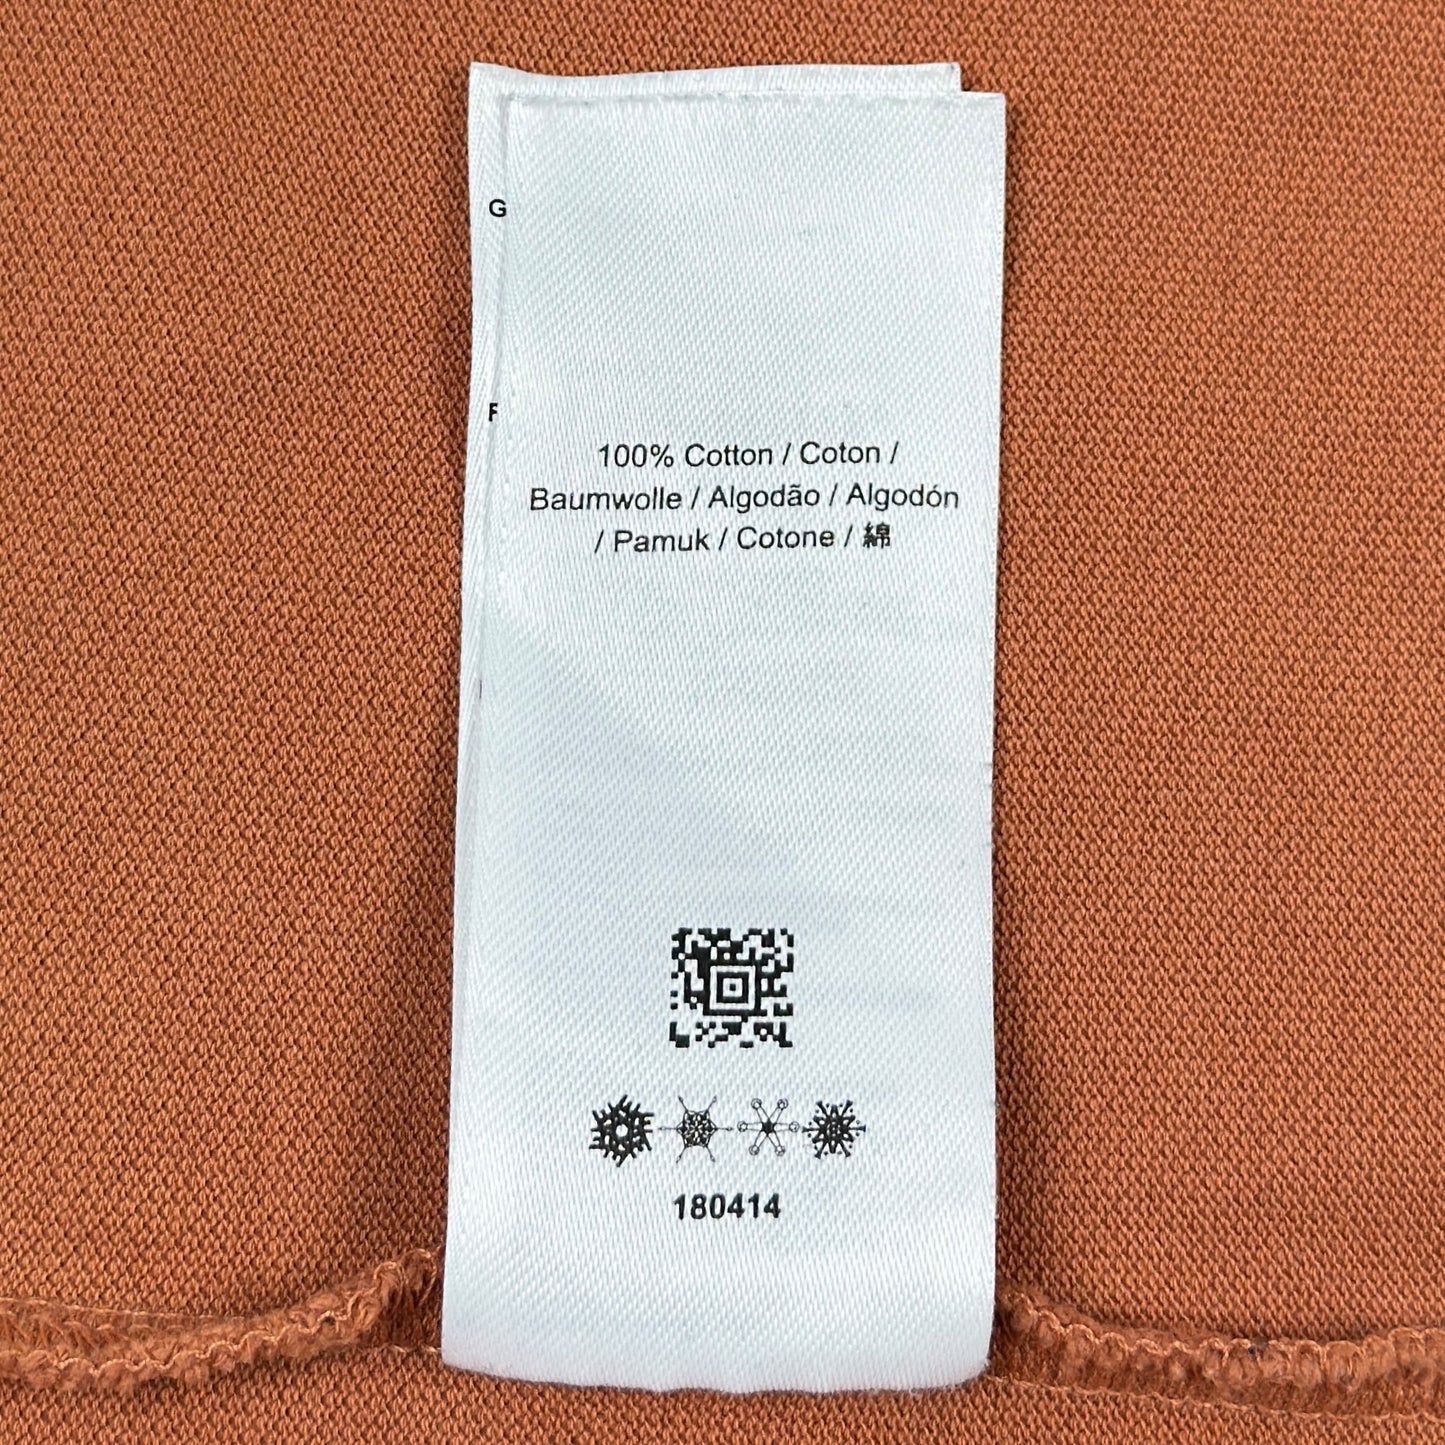 G
F
100% Cotton / Coton /
Baumwolle / Algodão / Algodón
/ Pamuk / Cotone / 綿
180414